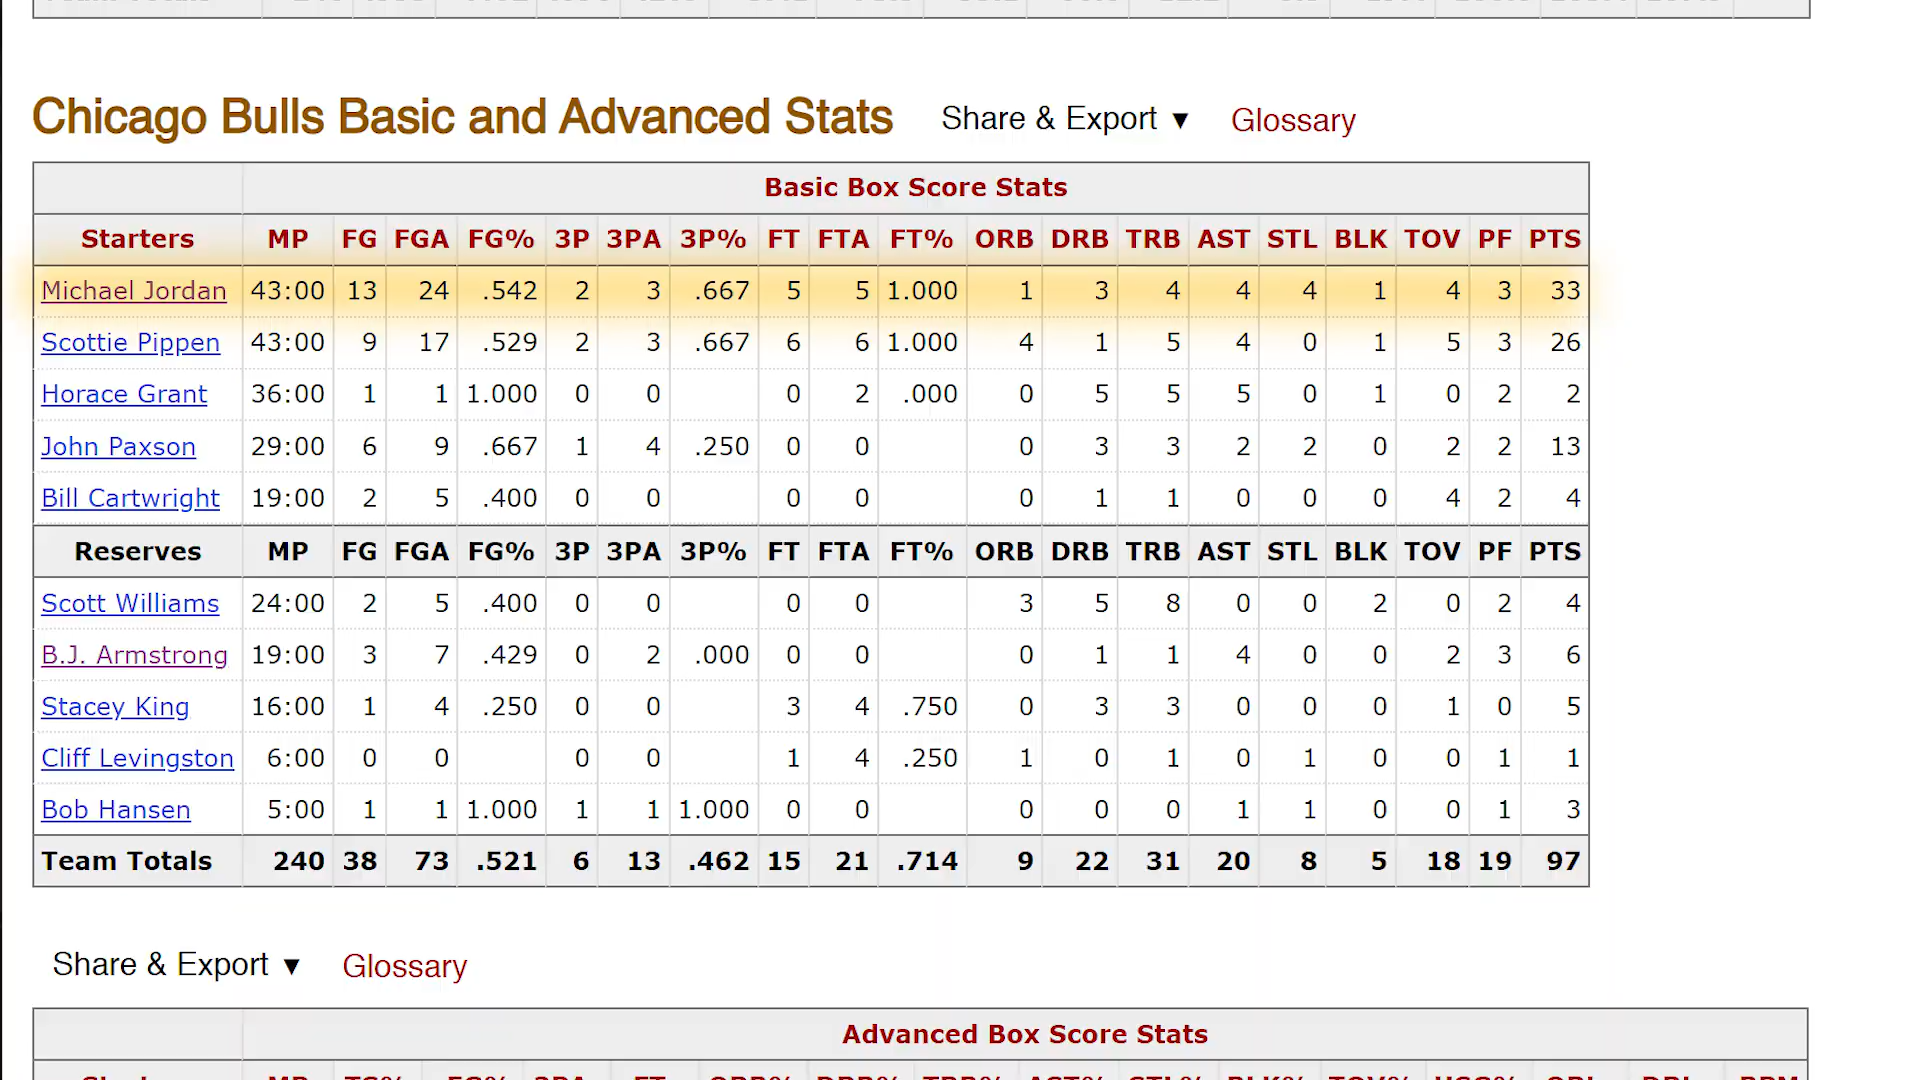 Chicago Bulls Basic and Advanced Stats Share & Export ▼ Glossary
Basic Box Score Stats
Starters MP FG FGA FG% 3P 3PA 3P% FT FTA FT% ORB DRB TRB AST STL BLK TOV PF PTS
Michael Jordan 43:00 13 24 .542 2 3 .667 5 5 1.000 1 3 4 4 4 1 4 3 33
Scottie Pippen 43:00 9 17 .529 2 3 .667 6 6 1.000 4 1 5 4 0 1 5 3 26
Horace Grant 36:00 1 1 1.000 0 0 0 2 .000 0 5 5 5 0 1 0 2 2
John Paxson 29:00 6 9 .667 1 4 .250 0 0 0 3 3 2 2 0 2 2 13
Bill Cartwright 19:00 2 5 .400 0 0 0 0 0 1 1 0 0 0 4 2 4
Reserves MP FG FGA FG% 3P 3PA 3P% FT FTA FT% ORB DRB TRB AST STL BLK TOV PF PTS
Scott Williams 24:00 2 5 .400 0 0 0 0 3 5 8 0 0 2 0 2 4
B.J. Armstrong 19:00 3 7 .429 0 2 .000 0 0 0 1 1 4 0 0 2 3 6
Stacey King 16:00 1 4 .250 0 0 3 4 .750 0 3 3 0 0 0 1 0 5
Cliff Levingston 6:00 0 0 0 0 1 4 .250 1 0 1 0 1 0 0 1 1
Bob Hansen 5:00 1 1 1.000 1 1 1.000 0 0 0 0 0 1 1 0 0 1 3
Team Totals 240 38 73 .521 6 13 .462 15 21 .714 9 22 31 20 8 5 18 19 97
Share & Export ▼ Glossary
Advanced Box Score Stats